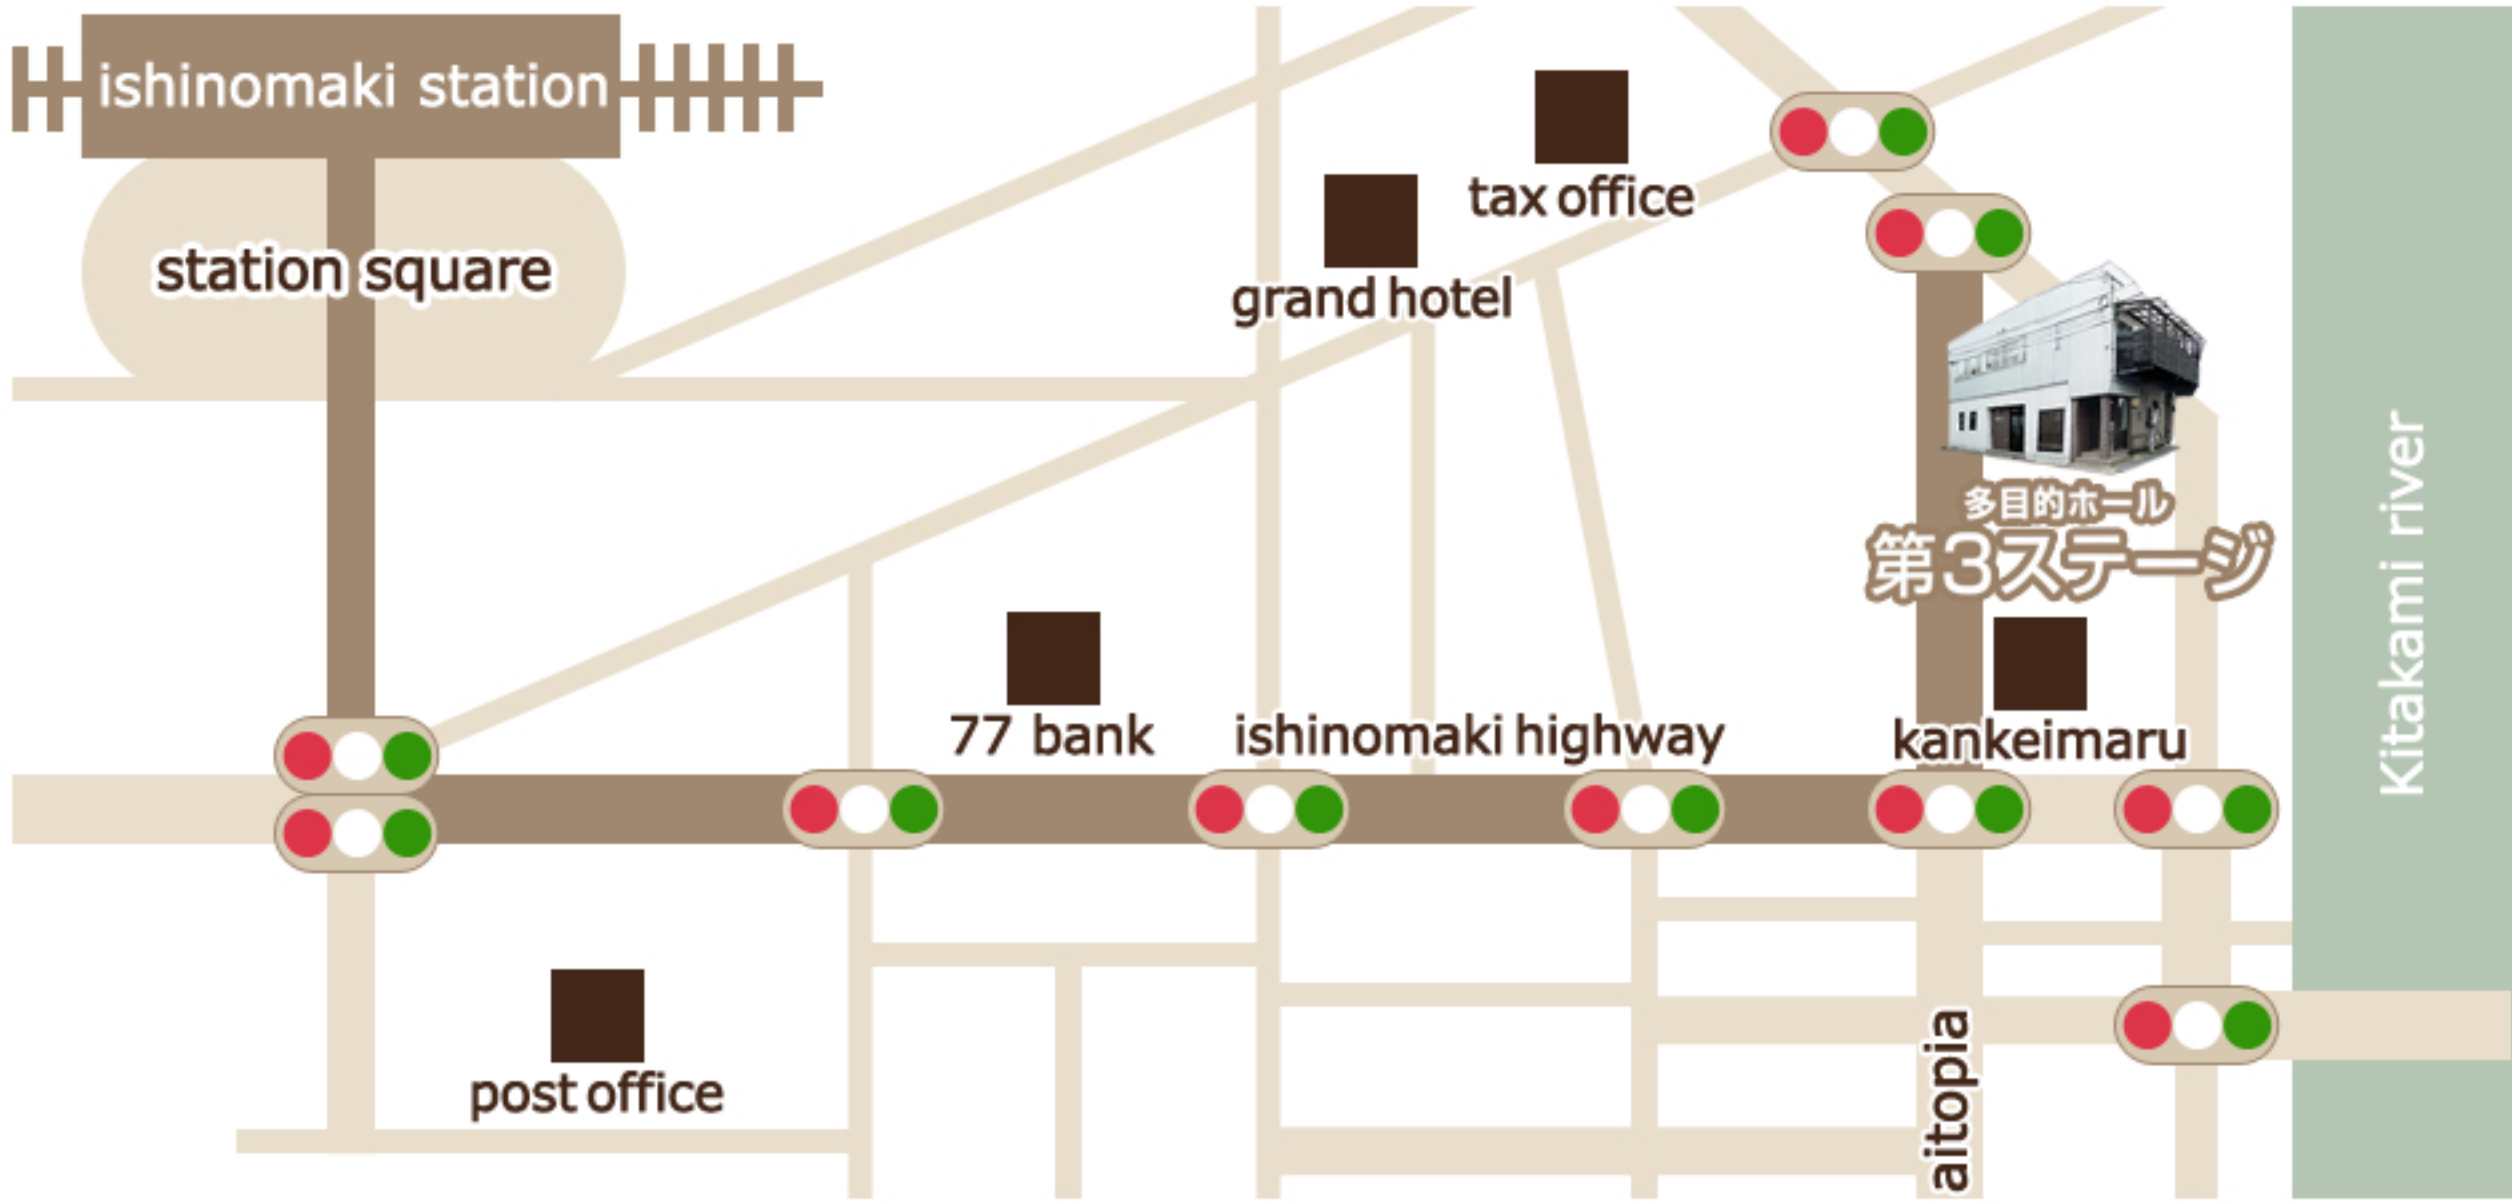 ishinomaki station
station square
tax office
grand hotel
多目的ホール
第3ステージ
77 bank
ishinomaki highway
kankeimaru
Kitakami river
post office
aitopia